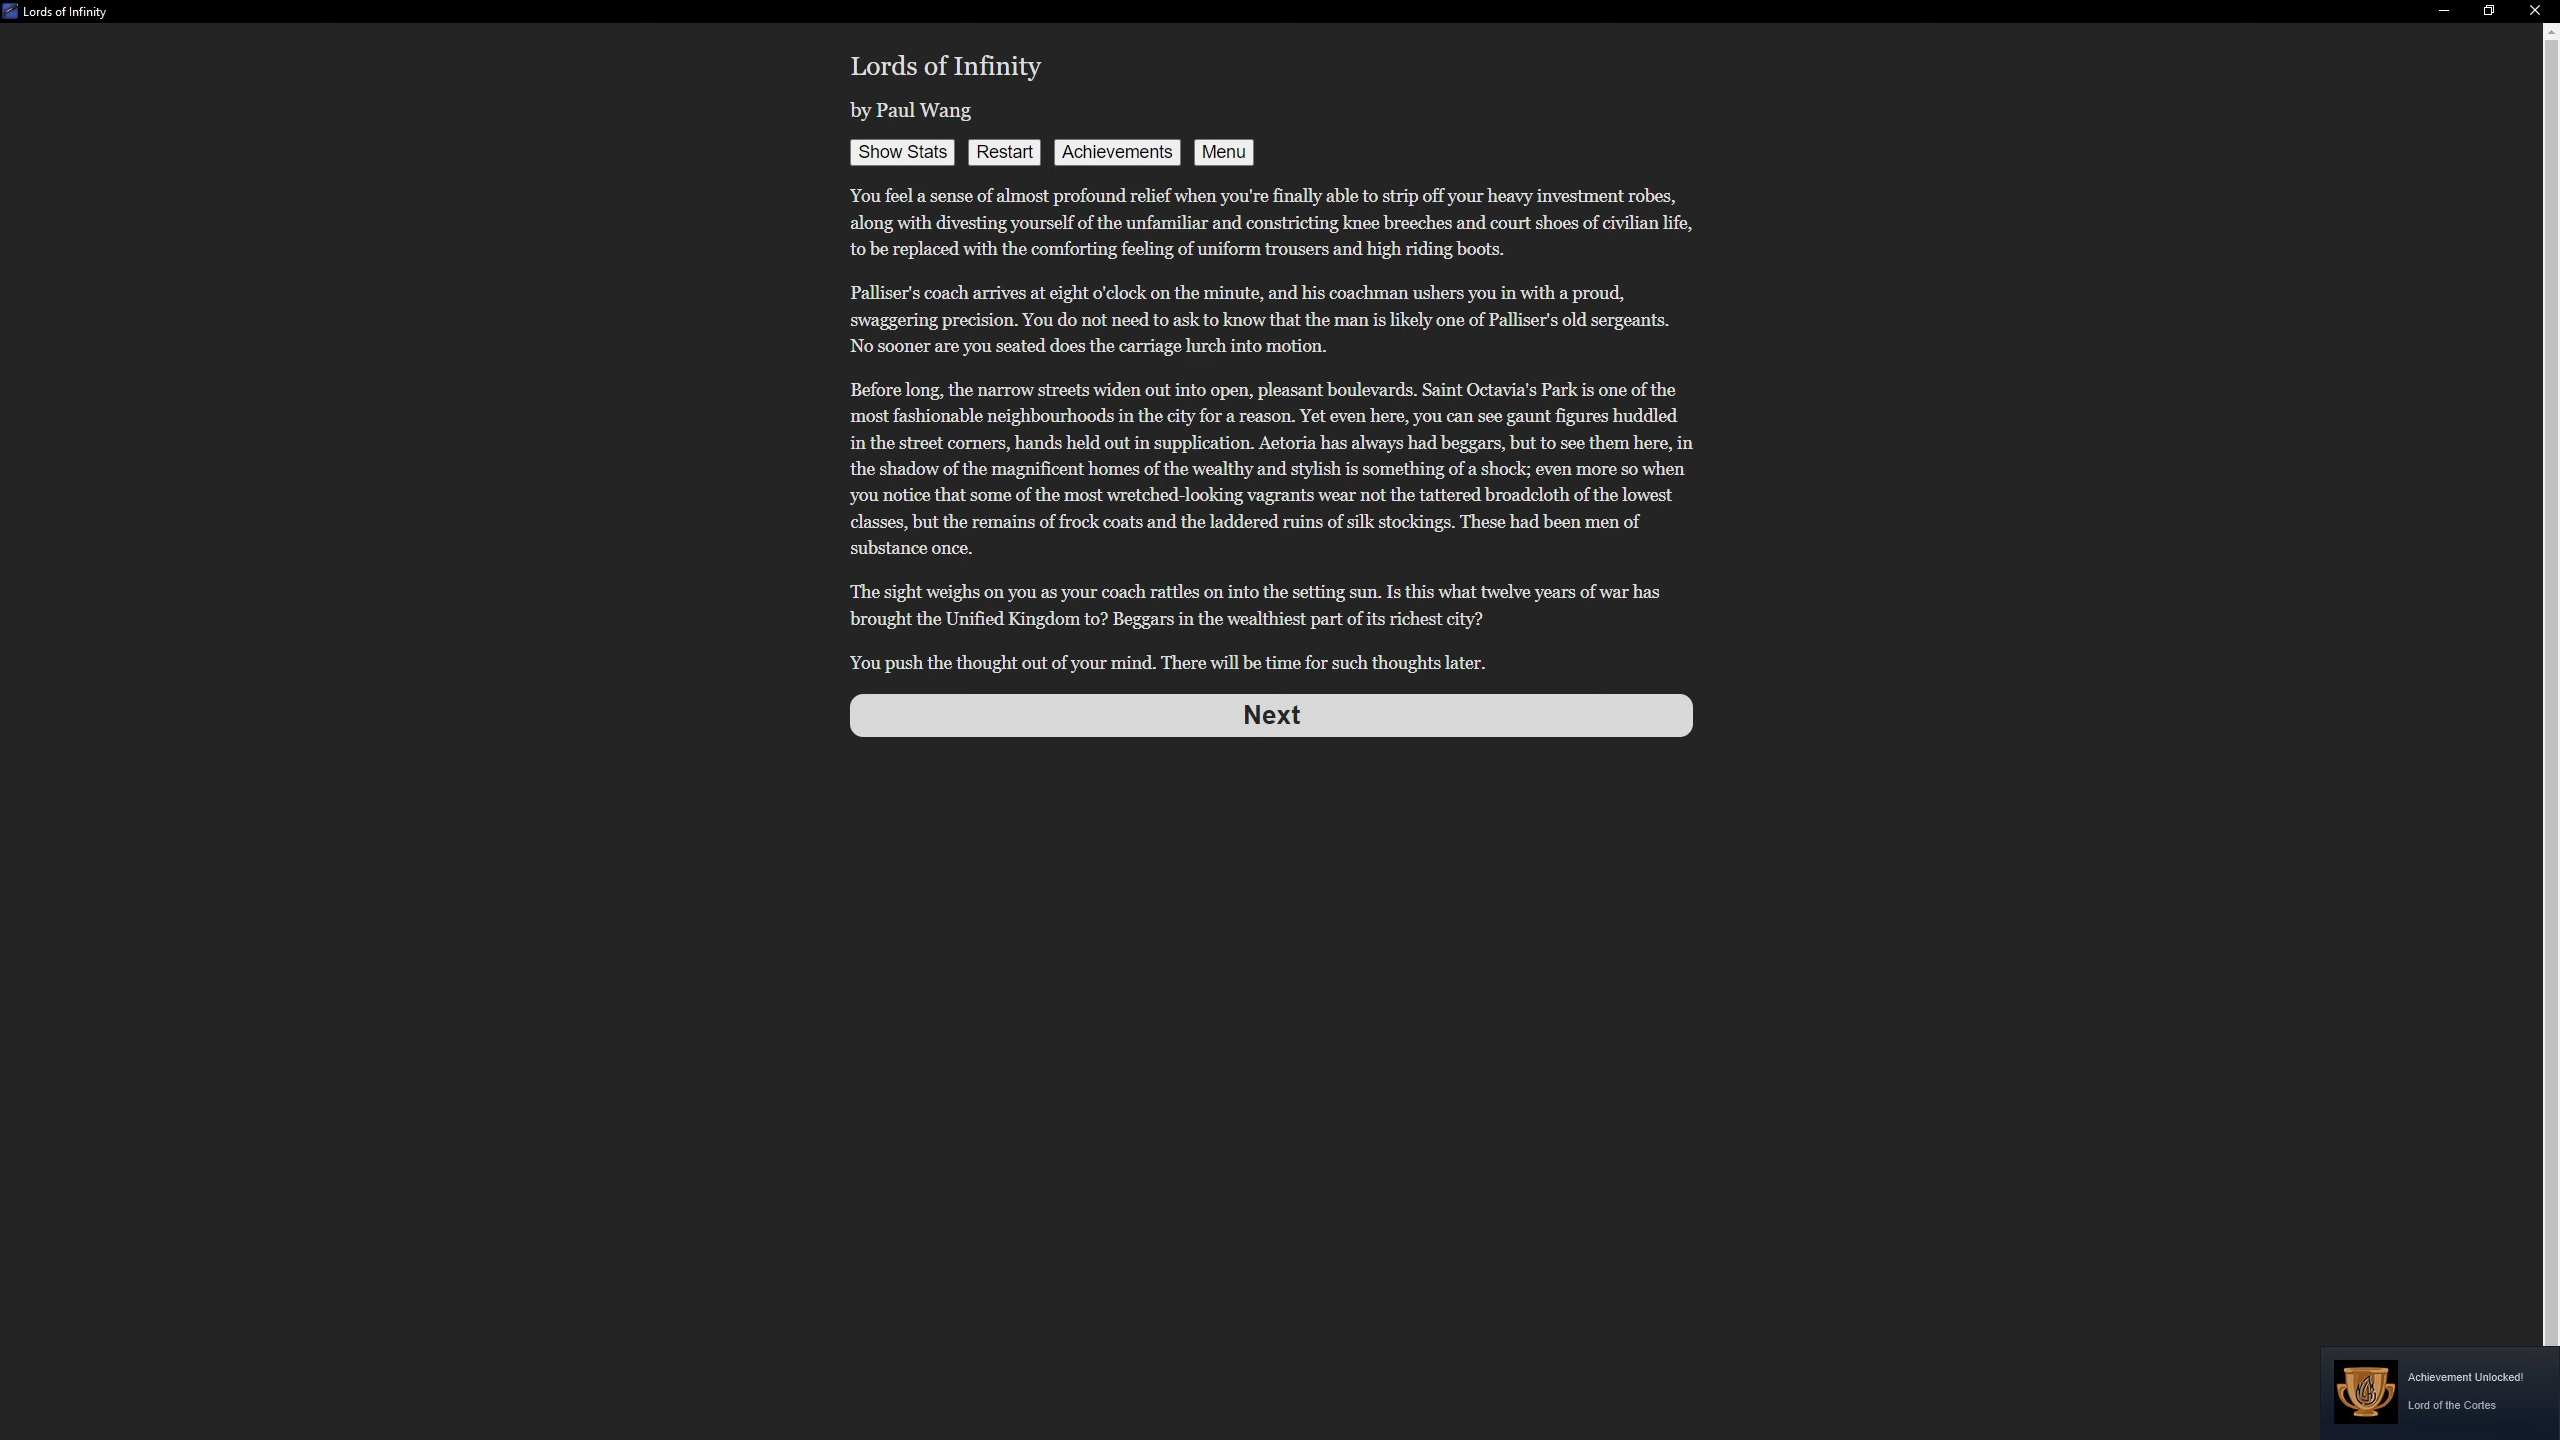 Lords of Infinity
Lords of Infinity
by Paul Wang
Show Stats Restart Achievements Menu
You feel a sense of almost profound relief when you're finally able to strip off your heavy investment robes,
along with divesting yourself of the unfamiliar and constricting knee breeches and court shoes of civilian life,
to be replaced with the comforting feeling of uniform trousers and high riding boots.
Palliser's coach arrives at eight o'clock on the minute, and his coachman ushers you in with a proud,
swaggering precision. You do not need to ask to know that the man is likely one of Palliser's old sergeants.
No sooner are you seated does the carriage lurch into motion.
Before long, the narrow streets widen out into open, pleasant boulevards. Saint Octavia's Park is one of the
most fashionable neighbourhoods in the city for a reason. Yet even here, you can see gaunt figures huddled
in the street corners, hands held out in supplication. Aetoria has always had beggars, but to see them here, in
the shadow of the magnificent homes of the wealthy and stylish is something of a shock; even more so when
you notice that some of the most wretched-looking vagrants wear not the tattered broadcloth of the lowest
classes, but the remains of frock coats and the laddered ruins of silk stockings. These had been men of
substance once.
The sight weighs on you as your coach rattles on into the setting sun. Is this what twelve years of war has
brought the Unified Kingdom to? Beggars in the wealthiest part of its richest city?
You push the thought out of your mind. There will be time for such thoughts later.
Next
Achievement Unlocked!
Lord of the Cortes